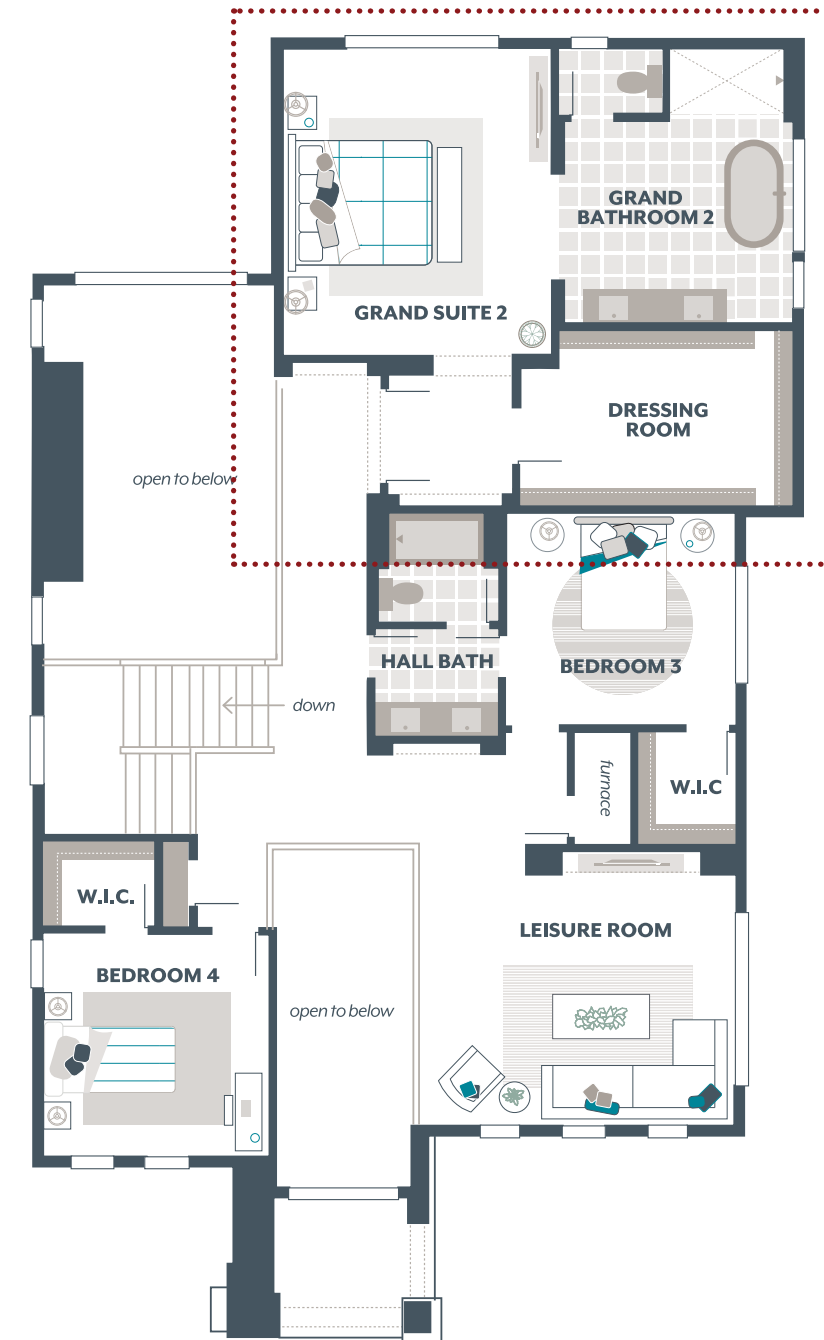 GRAND
BATHROOM 2
GRAND SUITE 2
DRESSING
ROOM
open to below
HALL BATH
BEDROOM 3
down
furnace
W.I.C
W.I.C.
LEISURE ROOM
BEDROOM 4
open to below